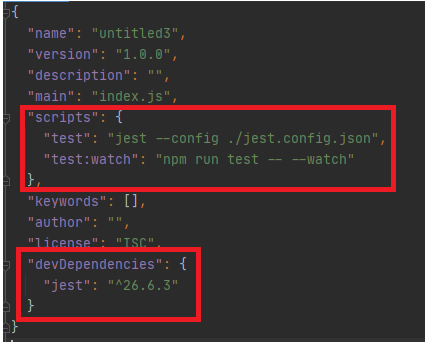 {
"name": "untitled3",
"version": "1.0.0",
"description": "",
"main": "index.js",
"scripts": {
"test": "jest --config ./jest.config.json",
"test:watch": "npm run test -- --watch"
},
"keywords": [],
"author": "",
"license": "ISC",
"devDependencies": {
"jest": "^26.6.3"
}
}